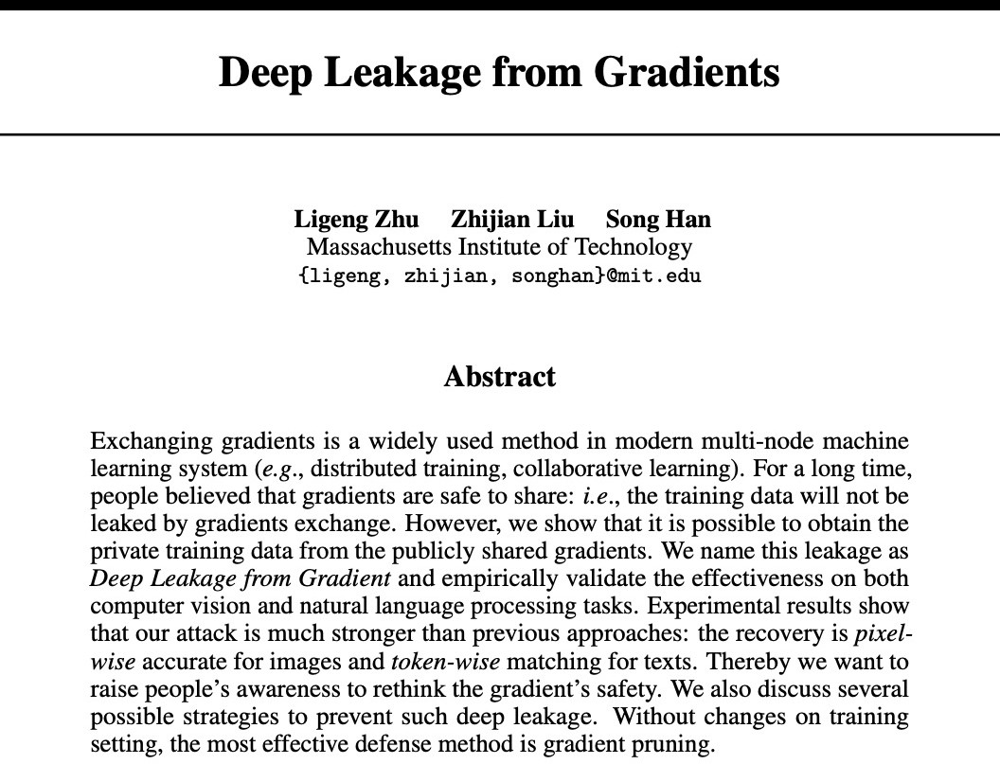 Deep Leakage from Gradients
Ligeng Zhu Zhijian Liu Song Han
Massachusetts Institute of Technology
{ligeng, zhijian, songhan}@mit.edu
Abstract
Exchanging gradients is a widely used method in modern multi-node machine
learning system (e.g., distributed training, collaborative learning). For a long time,
people believed that gradients are safe to share: i.e., the training data will not be
leaked by gradients exchange. However, we show that it is possible to obtain the
private training data from the publicly shared gradients. We name this leakage as
Deep Leakage from Gradient and empirically validate the effectiveness on both
computer vision and natural language processing tasks. Experimental results show
that our attack is much stronger than previous approaches: the recovery is pixel-
wise accurate for images and token-wise matching for texts. Thereby we want to
raise people's awareness to rethink the gradient's safety. We also discuss several
possible strategies to prevent such deep leakage. Without changes on training
setting, the most effective defense method is gradient pruning.